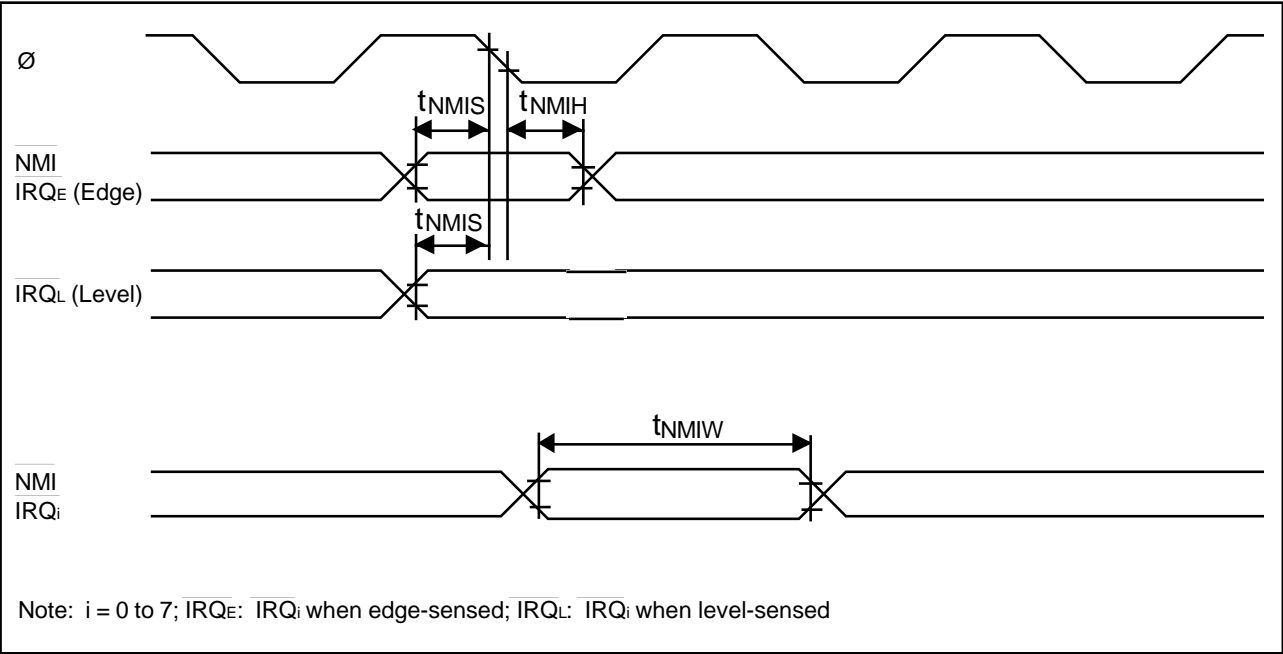 Ø
tNMIS
tNMIH
NMI
IRQE (Edge)
tNMIS
IRQL (Level)
tNMIW
NMI
IRQi
Note: i = 0 to 7; IRQE: IRQi when edge-sensed; IRQL: IRQi when level-sensed